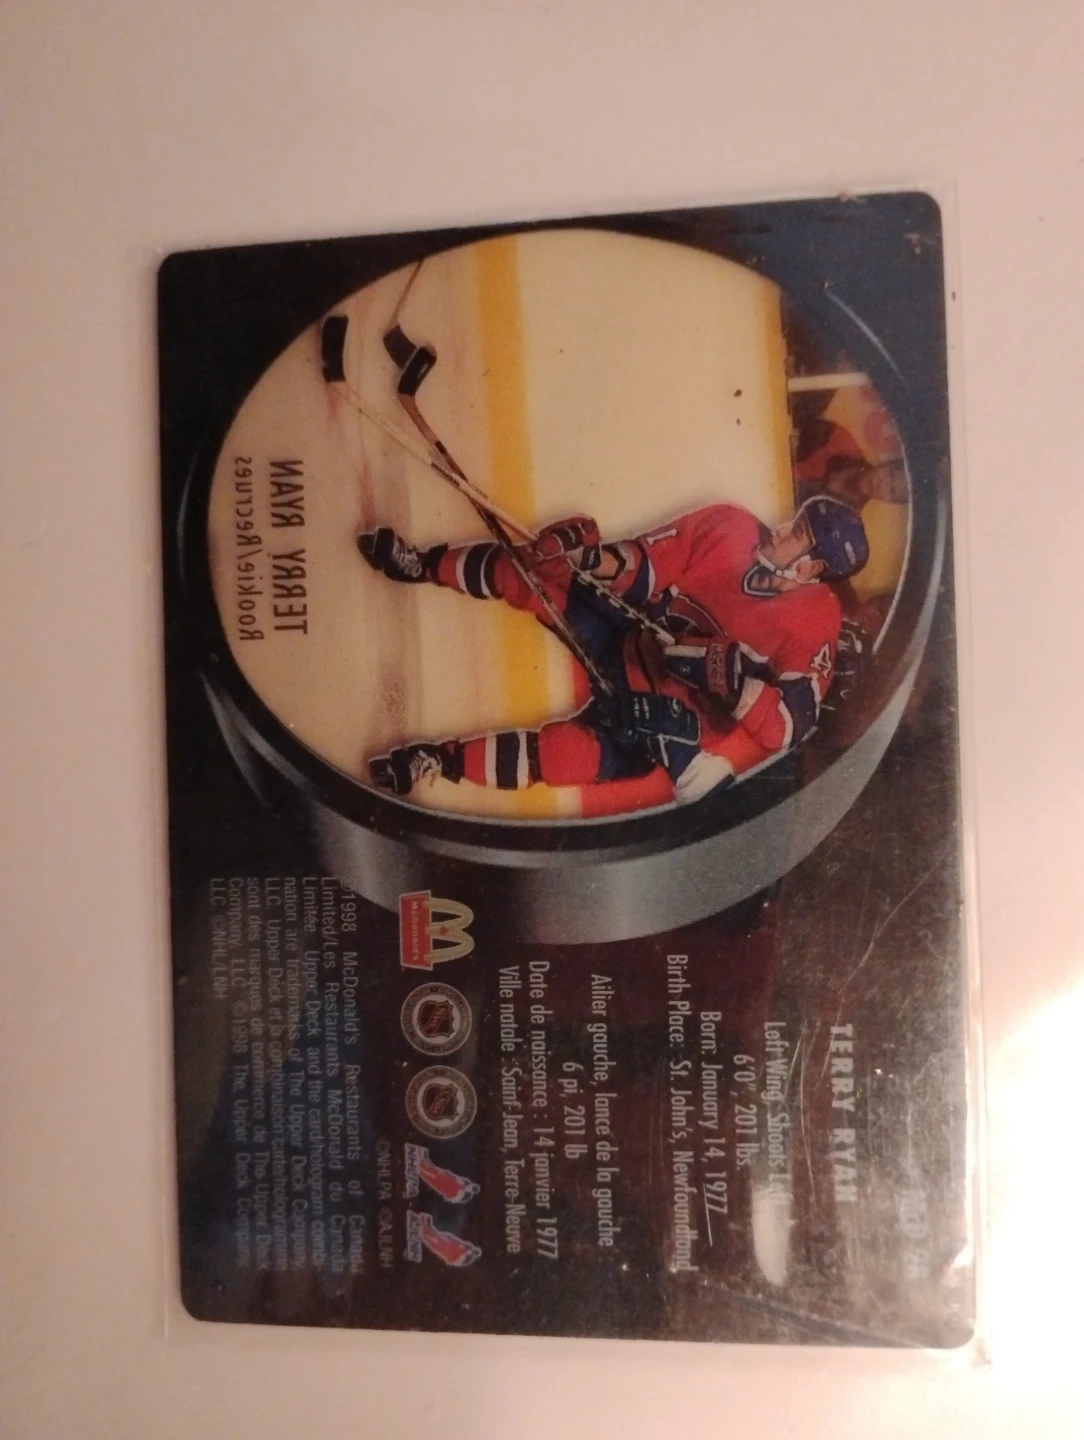 TERRY RYAN
Rookie/Recrues
TERRY RYAN
Left Wing, Shoots Left
6'0", 201 lbs.
Born: January 14, 1977
Birth-Place: St. John's, Newfoundland
Ailier gauche, lance de la gauche
6 pi, 201 lb
Date de naissance : 14 janvier 1977
Ville natale : Saint-Jean, Terre-Neuve
McDonald's
NHLPA AJLNH
©NHLPA ©AJLNH
©1998 McDonald's Restaurants of Canada
Limited/Les Restaurants McDonald du Canada
Limitée. Upper Deck and the card/hologram combi-
nation are trademarks of The Upper Deck Company,
LLC. Upper Deck et la combinaison carte/hologramme
sont des marques de commerce de The Upper Deck
Company, LLC. ©1998 The Upper Deck Company,
LLC ©NHL/LNH